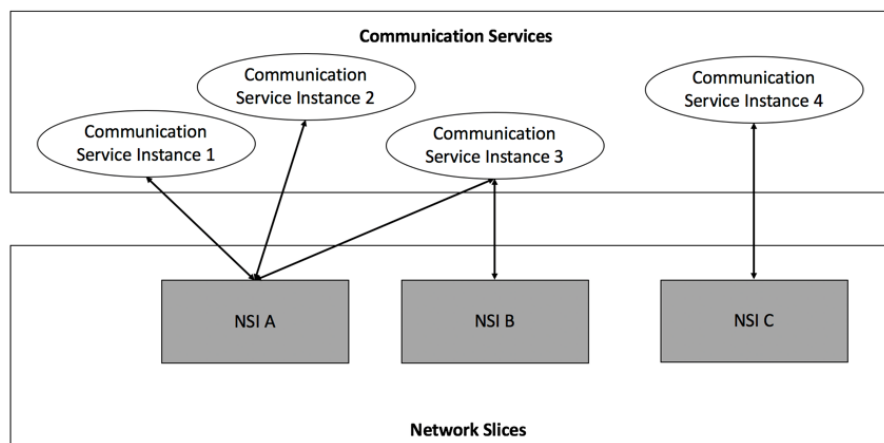 Communication Services
Communication
Service Instance 1
Communication
Service Instance 2
Communication
Service Instance 3
Communication
Service Instance 4
NSI A
NSI B
NSI C
Network Slices